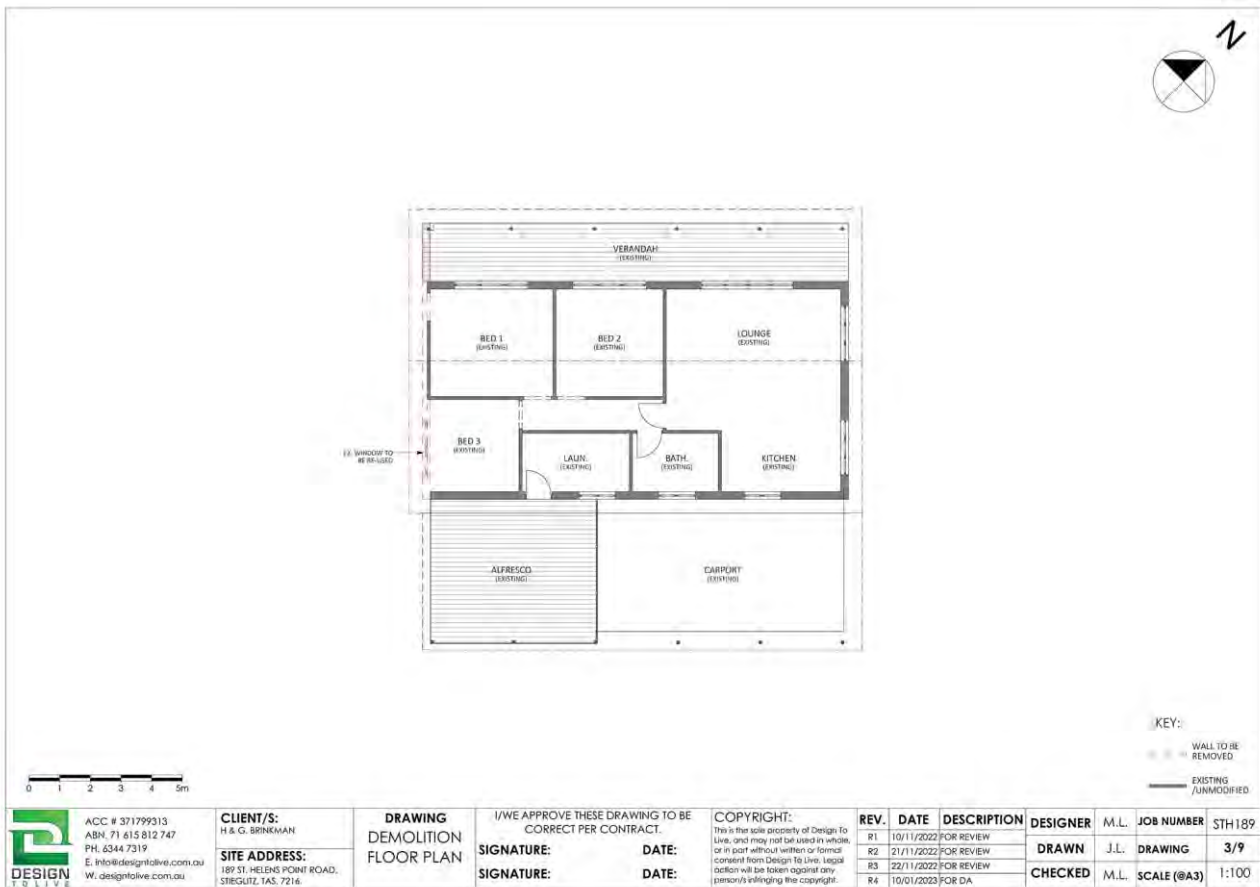 N
VERANDAH
(EXISTING)
BED 1
(EXISTING)
BED 2
(EXISTING)
LOUNGE
(EXISTING)
BED 3
(EXISTING)
WINDOW TO
BE RE-USED
LAUN.
(EXISTING)
BATH.
(EXISTING)
KITCHEN
(EXISTING)
ALFRESCO
(EXISTING)
CARPORT
(EXISTING)
KEY:
WALL TO BE
REMOVED
EXISTING
/UNMODIFIED
0 1 2 3 4 5m
DESIGN
TO LIVE
ACC # 371799313
ABN. 71 615 812 747
PH. 6344 7319
E. info@designtolive.com.au
W. designtolive.com.au
CLIENT/S:
H & G. BRINKMAN
SITE ADDRESS:
189 ST. HELENS POINT ROAD,
STIEGLITZ, TAS, 7216.
DRAWING
DEMOLITION
FLOOR PLAN
I/WE APPROVE THESE DRAWING TO BE
CORRECT PER CONTRACT.
SIGNATURE: DATE:
SIGNATURE: DATE:
COPYRIGHT:
This is the sole property of Design To
Live, and may not be used in whole,
or in part without written or formal
consent from Design To Live. Legal
action will be taken against any
person/s infringing the copyright.
REV. DATE DESCRIPTION
R1 10/11/2022 FOR REVIEW
R2 21/11/2022 FOR REVIEW
R3 22/11/2022 FOR REVIEW
R4 10/01/2023 FOR DA
DESIGNER M.L. JOB NUMBER STH189
DRAWN J.L. DRAWING 3/9
CHECKED M.L. SCALE (@A3) 1:100